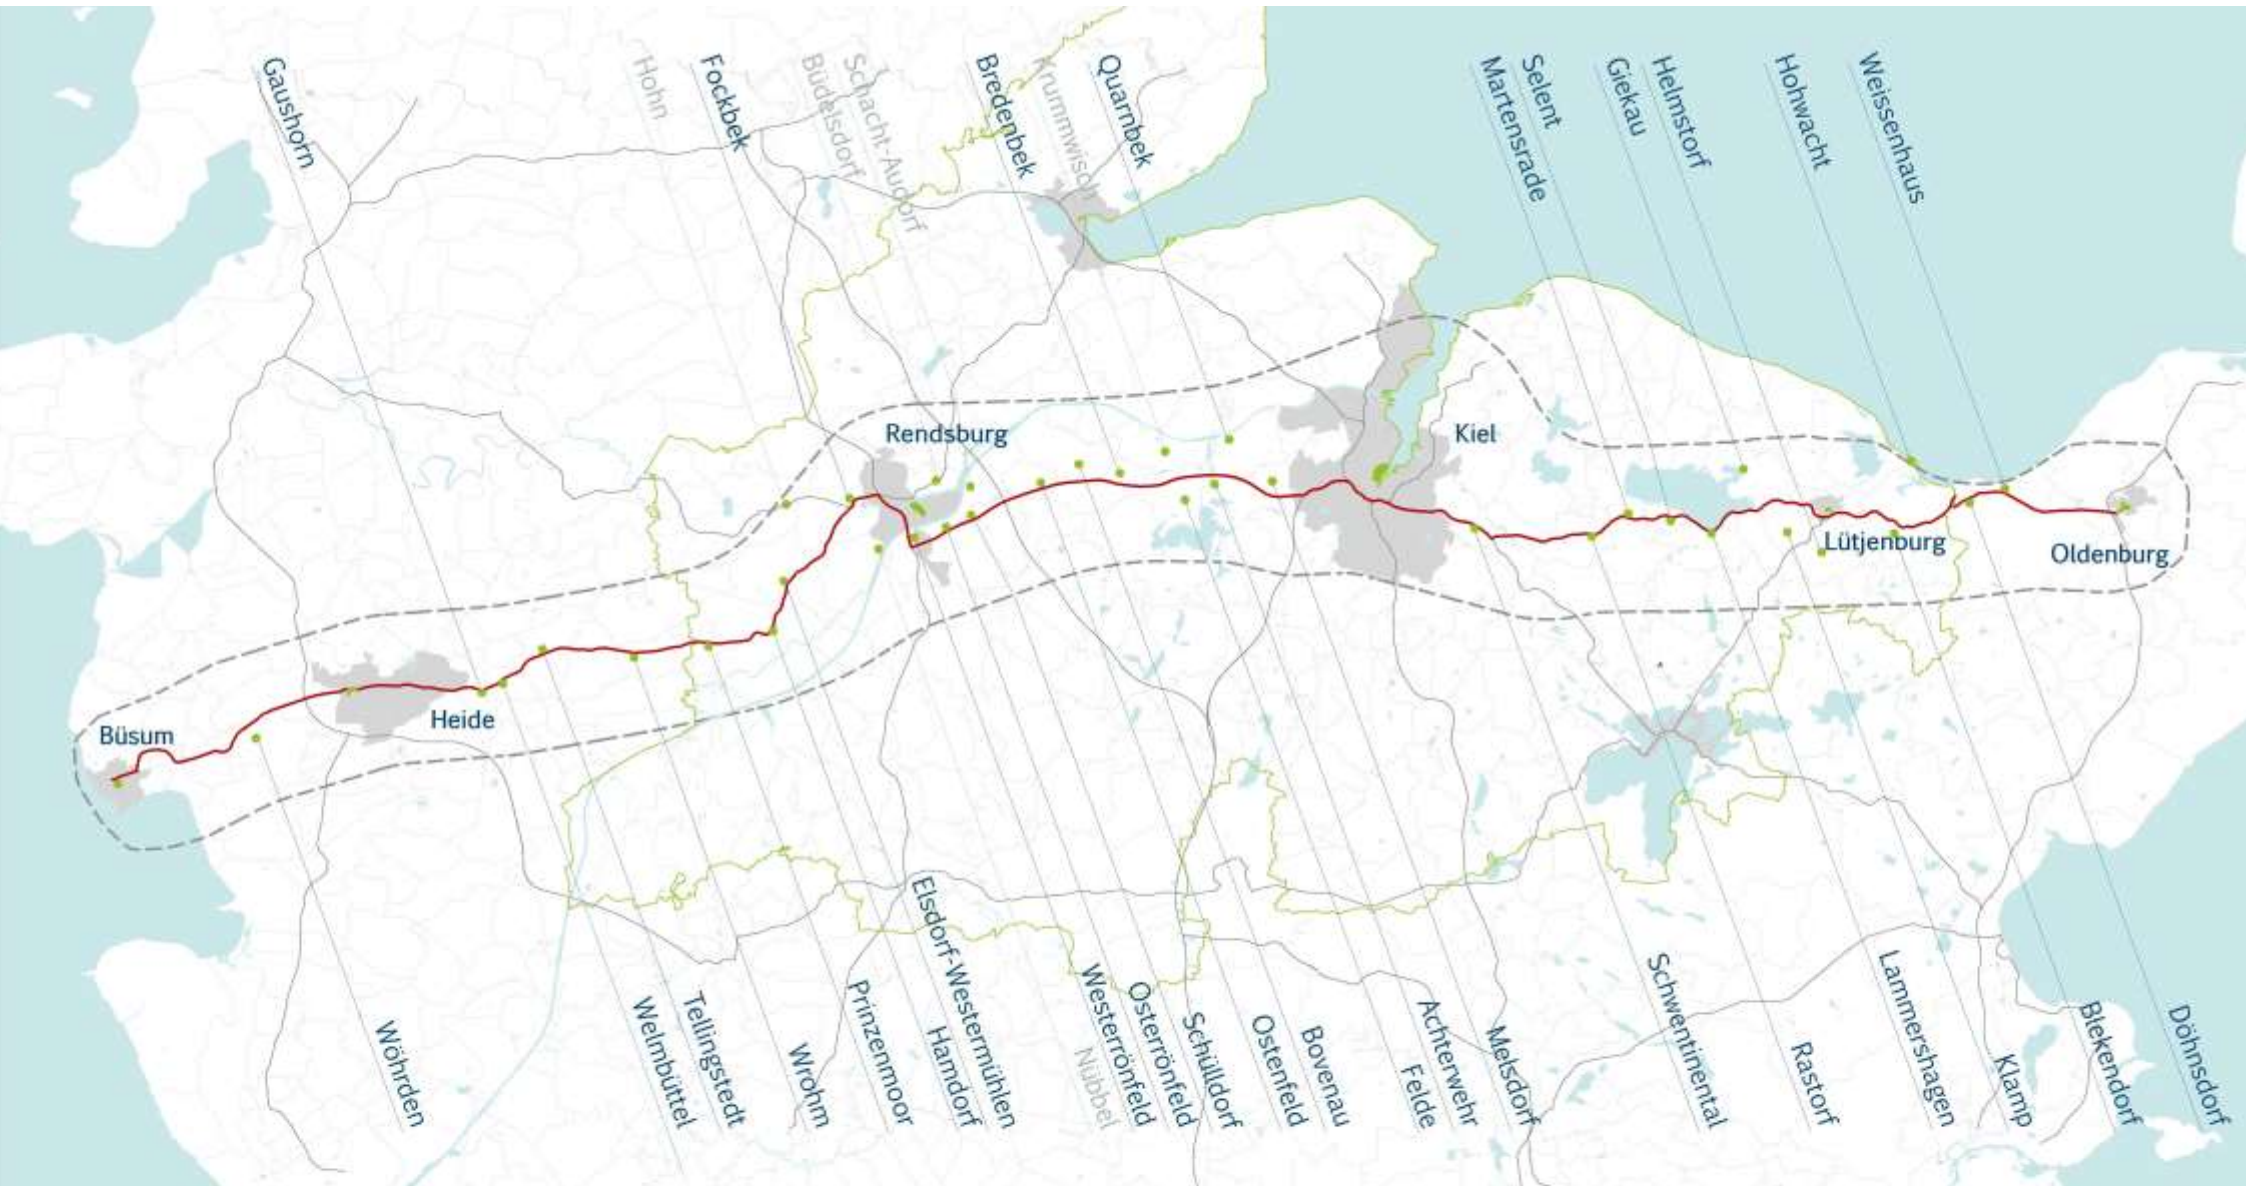 Gaushorn
Hohn
Fockbek
Büdelsdorf
Schacht-Audorf
Bredenbek
Krummwisch
Quarnbek
Martensrade
Selent
Giekau
Helmstorf
Hohwacht
Weissenhaus
Rendsburg
Kiel
Lütjenburg
Oldenburg
Heide
Büsum
Wöhrden
Welmbüttel
Tellingstedt
Wrohm
Prinzenmoor
Hamdorf
Elsdorf-Westermühlen
Nübbel
Westerrönfeld
Osterrönfeld
Schülldorf
Ostenfeld
Bovenau
Felde
Achterwehr
Melsdorf
Schwentinental
Rastorf
Lammershagen
Klamp
Blekendorf
Döhnsdorf